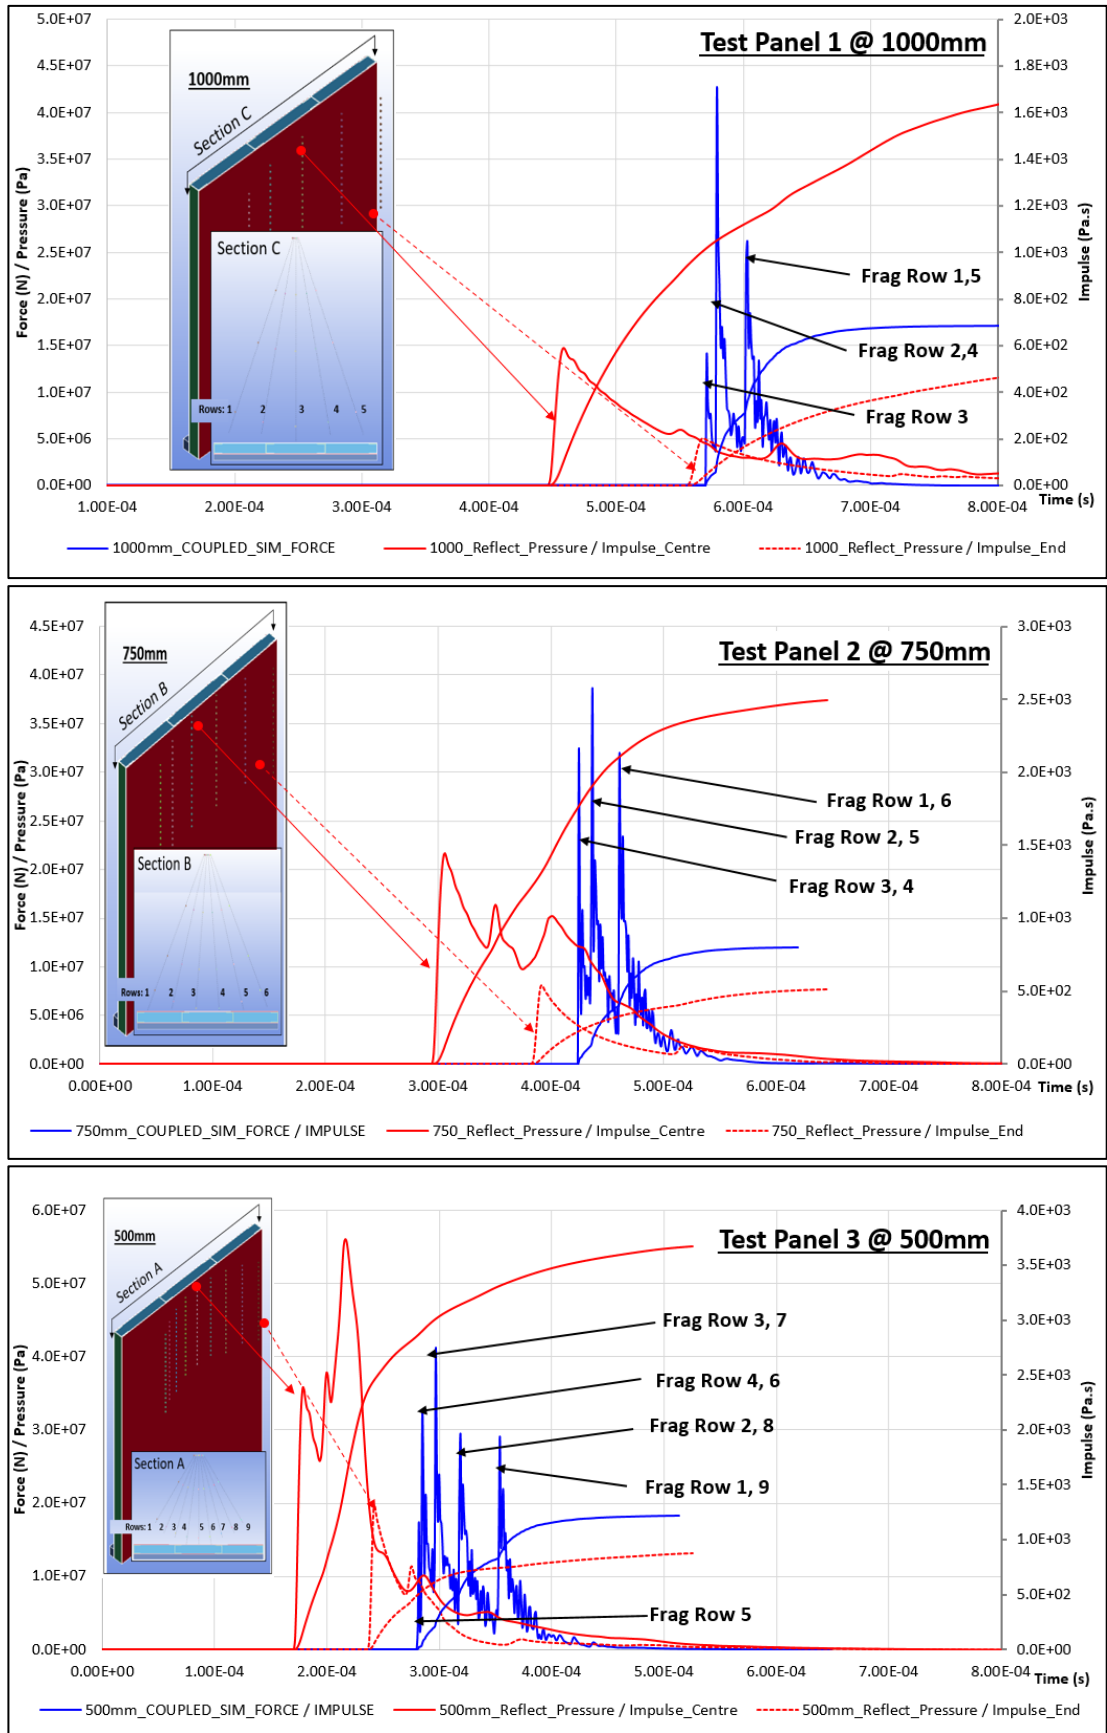 Test Panel 1 @ 1000mm
5.0E+07
4.5E+07
4.0E+07
3.5E+07
3.0E+07
2.5E+07
2.0E+07
1.5E+07
1.0E+07
5.0E+06
0.0E+00
Force (N) / Pressure (Pa)
2.0E+03
1.8E+03
1.6E+03
1.4E+03
1.2E+03
1.0E+03
8.0E+02
6.0E+02
4.0E+02
2.0E+02
0.0E+00
Impulse (Pa.s)
1000mm
Section C
Section C
Rows: 1 2 3 4 5
Frag Row 1,5
Frag Row 2,4
Frag Row 3
1.00E-04 2.00E-04 3.00E-04 4.00E-04 5.00E-04 6.00E-04 7.00E-04 8.00E-04
Time (s)
1000mm_COUPLED_SIM_FORCE 1000_Reflect_Pressure / Impulse_Centre 1000_Reflect_Pressure / Impulse_End
Test Panel 2 @ 750mm
4.5E+07
4.0E+07
3.5E+07
3.0E+07
2.5E+07
2.0E+07
1.5E+07
1.0E+07
5.0E+06
0.0E+00
Force (N) / Pressure (Pa)
3.0E+03
2.5E+03
2.0E+03
1.5E+03
1.0E+03
5.0E+02
0.0E+00
Impulse (Pa.s)
750mm
Section B
Section B
Rows: 1 2 3 4 5 6
Frag Row 1, 6
Frag Row 2, 5
Frag Row 3, 4
0.00E+00 1.00E-04 2.00E-04 3.00E-04 4.00E-04 5.00E-04 6.00E-04 7.00E-04 8.00E-04
Time (s)
750mm_COUPLED_SIM_FORCE / IMPULSE 750_Reflect_Pressure / Impulse_Centre 750_Reflect_Pressure / Impulse_End
Test Panel 3 @ 500mm
6.0E+07
5.0E+07
4.0E+07
3.0E+07
2.0E+07
1.0E+07
0.0E+00
Force (N) / Pressure (Pa)
4.0E+03
3.5E+03
3.0E+03
2.5E+03
2.0E+03
1.5E+03
1.0E+03
5.0E+02
0.0E+00
Impulse (Pa.s)
500mm
Section A
Section A
Rows: 1 2 3 4 5 6 7 8 9
Frag Row 3, 7
Frag Row 4, 6
Frag Row 2, 8
Frag Row 1, 9
Frag Row 5
0.00E+00 1.00E-04 2.00E-04 3.00E-04 4.00E-04 5.00E-04 6.00E-04 7.00E-04 8.00E-04
Time (s)
500mm_COUPLED_SIM_FORCE / IMPULSE 500mm_Reflect_Pressure / Impulse_Centre 500mm_Reflect_Pressure / Impulse_End